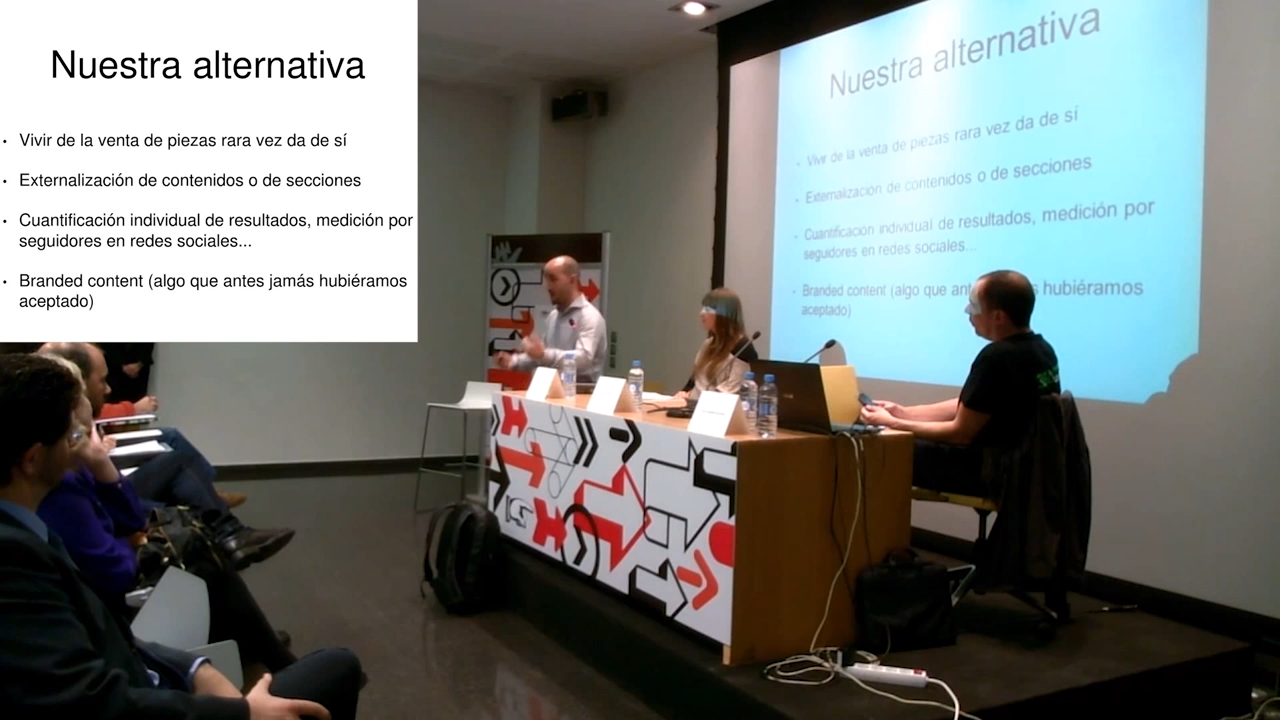 Nuestra alternativa
• Vivir de la venta de piezas rara vez da de sí
• Externalización de contenidos o de secciones
• Cuantificación individual de resultados, medición por
seguidores en redes sociales...
• Branded content (algo que antes jamás hubiéramos
aceptado)
Nuestra alternativa
• Vivir de la venta de piezas rara vez da de sí
• Externalización de contenidos o de secciones
• Cuantificación individual de resultados, medición por
seguidores en redes sociales...
• Branded content (algo que ant s hubiéramos
aceptado)